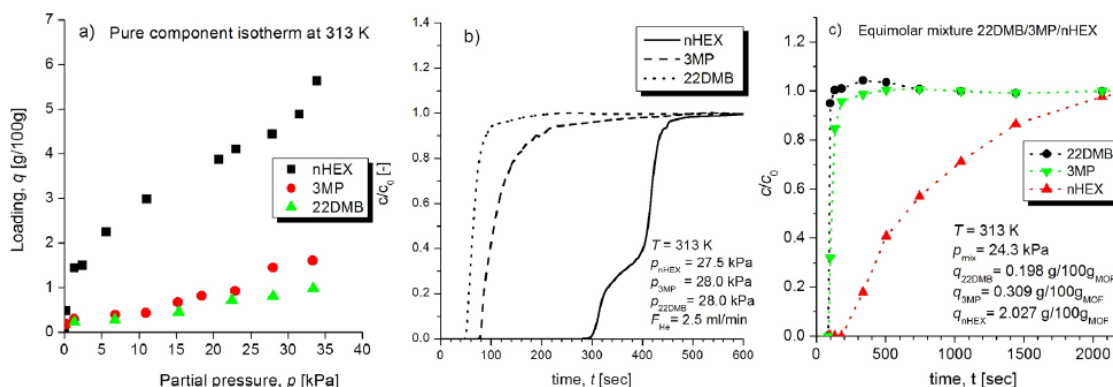 a) Pure component isotherm at 313 K
Loading, q [g/100g]
7
6
5
4
3
2
1
0
nHEX
3MP
22DMB
0 5 10 15 20 25 30 35 40
Partial pressure, p [kPa]
b)
c/c0 [-]
1.2
1.0
0.8
0.6
0.4
0.2
0.0
nHEX
3MP
22DMB
T = 313 K
pnHEX = 27.5 kPa
p3MP = 28.0 kPa
p22DMB = 28.0 kPa
FHe = 2.5 ml/min
0 100 200 300 400 500 600
time, t [sec]
c) Equimolar mixture 22DMB/3MP/nHEX
c/c0
1.2
1.0
0.8
0.6
0.4
0.2
0.0
22DMB
3MP
nHEX
T = 313 K
pmix = 24.3 kPa
q22DMB = 0.198 g/100gMOF
q3MP = 0.309 g/100gMOF
qnHEX = 2.027 g/100gMOF
0 500 1000 1500 2000
time, t [sec]